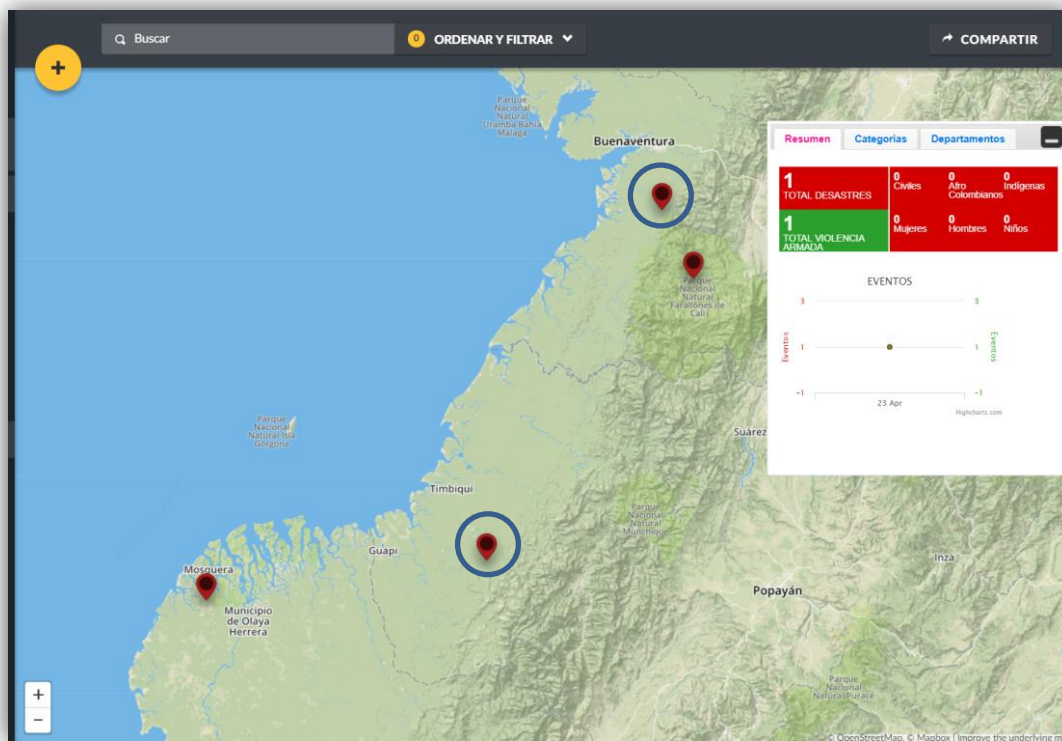 Buscar
0 ORDENAR Y FILTRAR
COMPARTIR
+
Parque
Nacional
Natural
Uramba Bahía
Málaga
Buenaventura
Resumen Categorías Departamentos
1
TOTAL DESASTRES
0
Civiles
0
Afro
Colombianos
0
Indígenas
1
TOTAL VIOLENCIA
ARMADA
0
Mujeres
0
Hombres
0
Niños
EVENTOS
3 3
Eventos 1 1 Eventos
-1 -1
23 Apr
Highcharts.com
Parque
Nacional
Natural
Farallones de
Cali
Parque
Nacional
Natural Isla
Gorgona
Suárez
Timbiquí
Parque
Nacional
Natural
Munchique
Guapi
Inzá
Mosquera
Popayán
Municipio
de Olaya
Herrera
Parque
Nacional
Natural Puracé
+
−
© OpenStreetMap, © Mapbox | Improve the underlying m